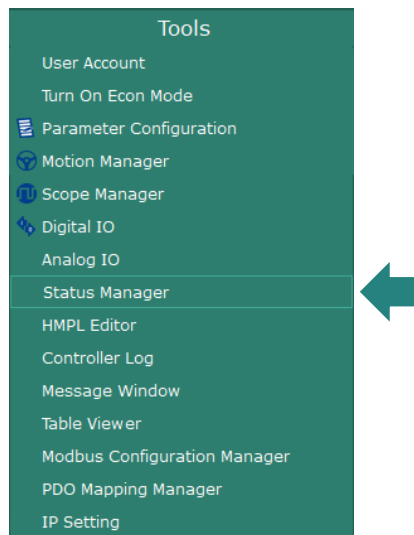 Tools
User Account
Turn On Econ Mode
Parameter Configuration
Motion Manager
Scope Manager
Digital IO
Analog IO
Status Manager
HMPL Editor
Controller Log
Message Window
Table Viewer
Modbus Configuration Manager
PDO Mapping Manager
IP Setting